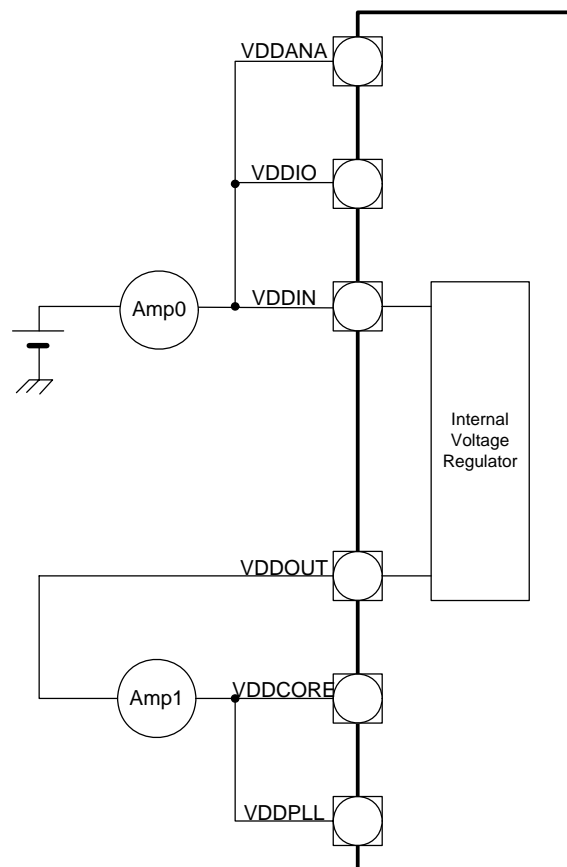 VDDANA
VDDIO
Amp0
VDDIN
Internal
Voltage
Regulator
VDDOUT
Amp1
VDDCORE
VDDPLL